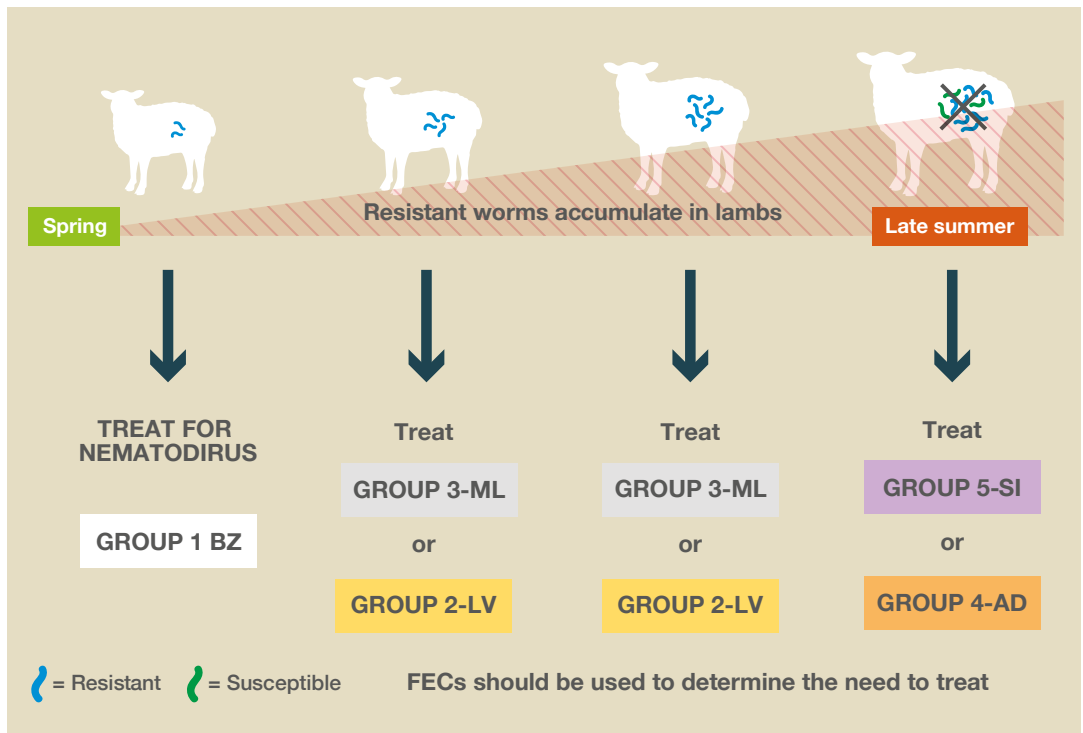 Resistant worms accumulate in lambs
Spring
Late summer
TREAT FOR
NEMATODIRUS
GROUP 1 BZ
Treat
GROUP 3-ML
or
GROUP 2-LV
Treat
GROUP 3-ML
or
GROUP 2-LV
Treat
GROUP 5-SI
or
GROUP 4-AD
= Resistant
= Susceptible
FECs should be used to determine the need to treat